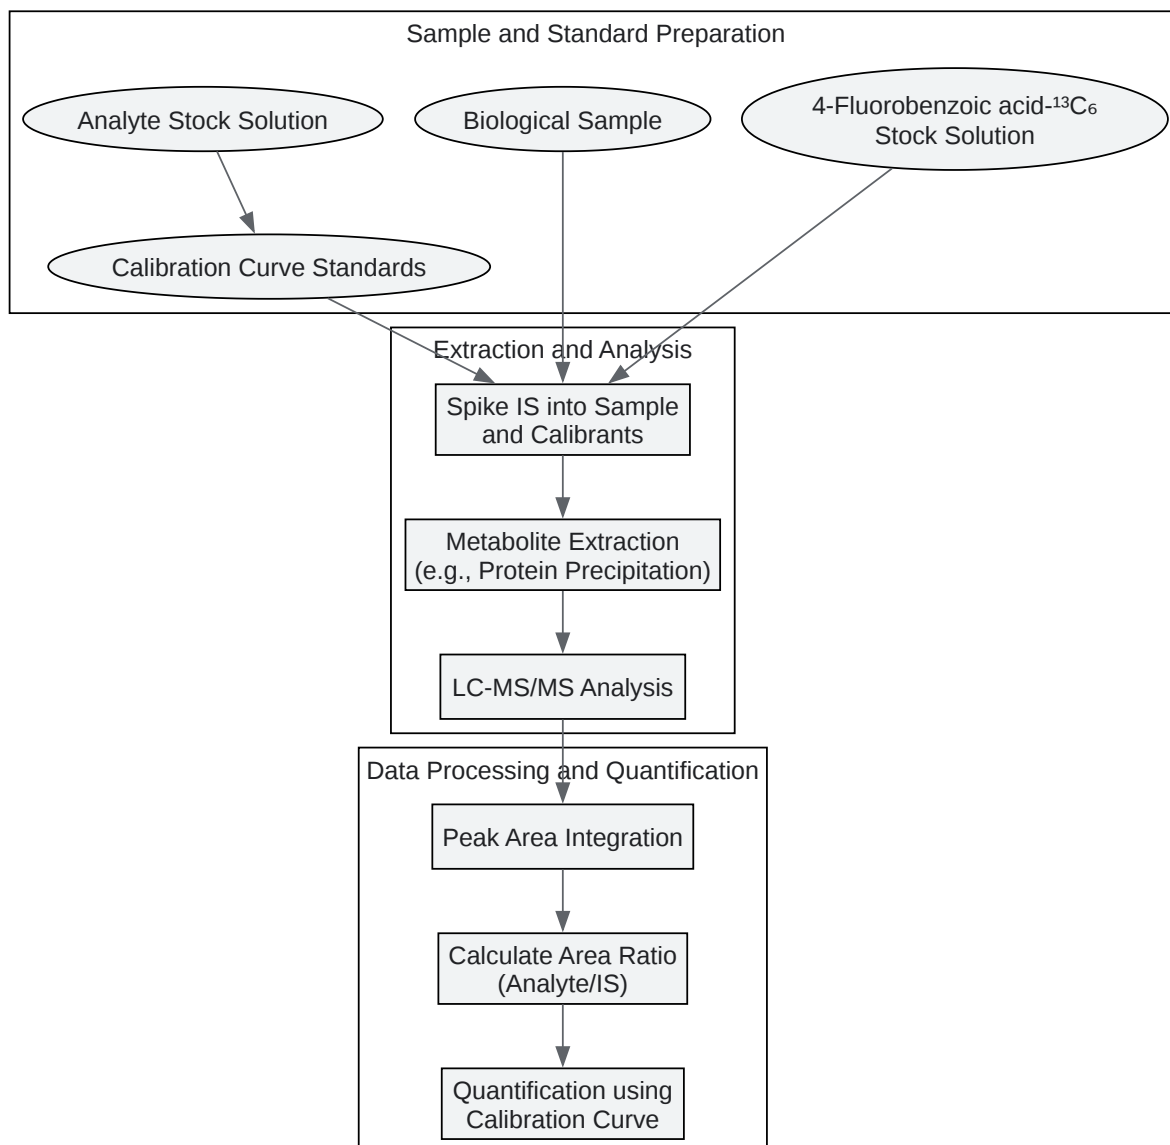 Sample and Standard Preparation
Analyte Stock Solution
Biological Sample
4-Fluorobenzoic acid-¹³C₆
Stock Solution
Calibration Curve Standards
Extraction and Analysis
Spike IS into Sample
and Calibrants
Metabolite Extraction
(e.g., Protein Precipitation)
LC-MS/MS Analysis
Data Processing and Quantification
Peak Area Integration
Calculate Area Ratio
(Analyte/IS)
Quantification using
Calibration Curve